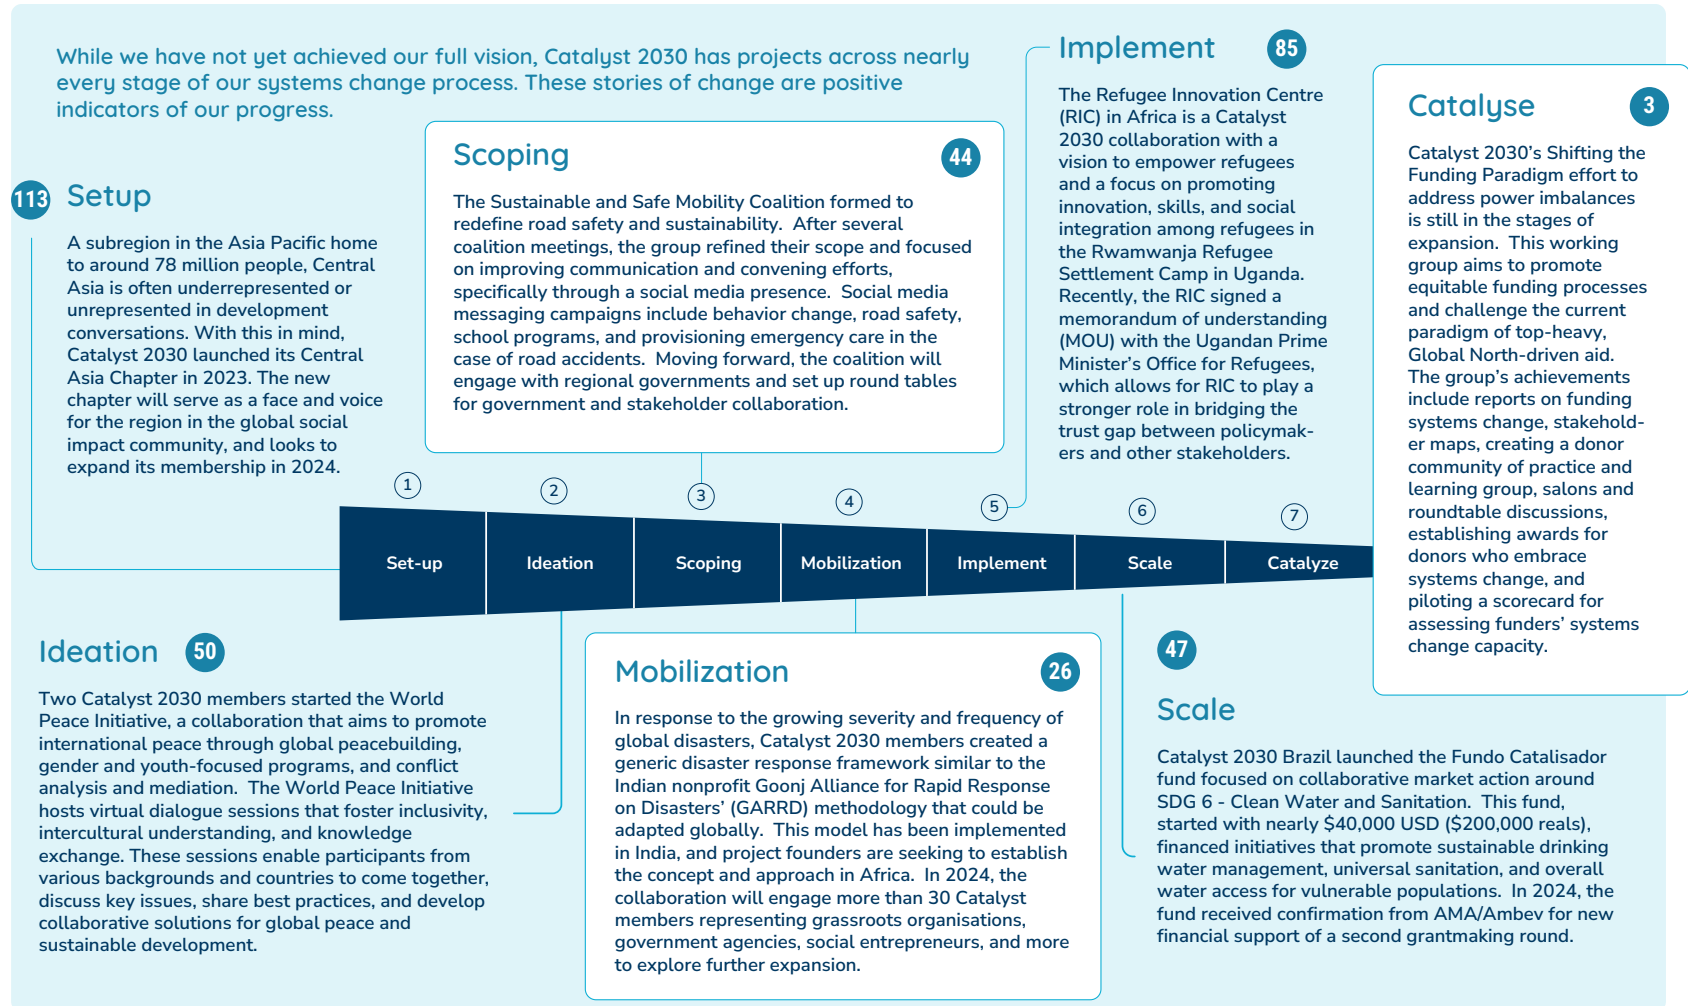 While we have not yet achieved our full vision, Catalyst 2030 has projects across nearly
every stage of our systems change process. These stories of change are positive
indicators of our progress.
113
Setup
A subregion in the Asia Pacific home
to around 78 million people, Central
Asia is often underrepresented or
unrepresented in development
conversations. With this in mind,
Catalyst 2030 launched its Central
Asia Chapter in 2023. The new
chapter will serve as a face and voice
for the region in the global social
impact community, and looks to
expand its membership in 2024.
Scoping
44
The Sustainable and Safe Mobility Coalition formed to
redefine road safety and sustainability.  After several
coalition meetings, the group refined their scope and focused
on improving communication and convening efforts,
specifically through a social media presence.  Social media
messaging campaigns include behavior change, road safety,
school programs, and provisioning emergency care in the
case of road accidents.  Moving forward, the coalition will
engage with regional governments and set up round tables
for government and stakeholder collaboration.
Implement
85
The Refugee Innovation Centre
(RIC) in Africa is a Catalyst
2030 collaboration with a
vision to empower refugees
and a focus on promoting
innovation, skills, and social
integration among refugees in
the Rwamwanja Refugee
Settlement Camp in Uganda.
Recently, the RIC signed a
memorandum of understanding
(MOU) with the Ugandan Prime
Minister's Office for Refugees,
which allows for RIC to play a
stronger role in bridging the
trust gap between policymak-
ers and other stakeholders.
Catalyse
3
Catalyst 2030's Shifting the
Funding Paradigm effort to
address power imbalances
is still in the stages of
expansion.  This working
group aims to promote
equitable funding processes
and challenge the current
paradigm of top-heavy,
Global North-driven aid.
The group's achievements
include reports on funding
systems change, stakehold-
er maps, creating a donor
community of practice and
learning group, salons and
roundtable discussions,
establishing awards for
donors who embrace
systems change, and
piloting a scorecard for
assessing funders' systems
change capacity.
1
2
3
4
5
6
7
Set-up
Ideation
Scoping
Mobilization
Implement
Scale
Catalyze
Ideation
50
Two Catalyst 2030 members started the World
Peace Initiative, a collaboration that aims to promote
international peace through global peacebuilding,
gender and youth-focused programs, and conflict
analysis and mediation.  The World Peace Initiative
hosts virtual dialogue sessions that foster inclusivity,
intercultural understanding, and knowledge
exchange. These sessions enable participants from
various backgrounds and countries to come together,
discuss key issues, share best practices, and develop
collaborative solutions for global peace and
sustainable development.
Mobilization
26
In response to the growing severity and frequency of
global disasters, Catalyst 2030 members created a
generic disaster response framework similar to the
Indian nonprofit Goonj Alliance for Rapid Response
on Disasters' (GARRD) methodology that could be
adapted globally.  This model has been implemented
in India, and project founders are seeking to establish
the concept and approach in Africa.  In 2024, the
collaboration will engage more than 30 Catalyst
members representing grassroots organisations,
government agencies, social entrepreneurs, and more
to explore further expansion.
47
Scale
Catalyst 2030 Brazil launched the Fundo Catalisador
fund focused on collaborative market action around
SDG 6 - Clean Water and Sanitation.  This fund,
started with nearly $40,000 USD ($200,000 reals),
financed initiatives that promote sustainable drinking
water management, universal sanitation, and overall
water access for vulnerable populations.  In 2024, the
fund received confirmation from AMA/Ambev for new
financial support of a second grantmaking round.